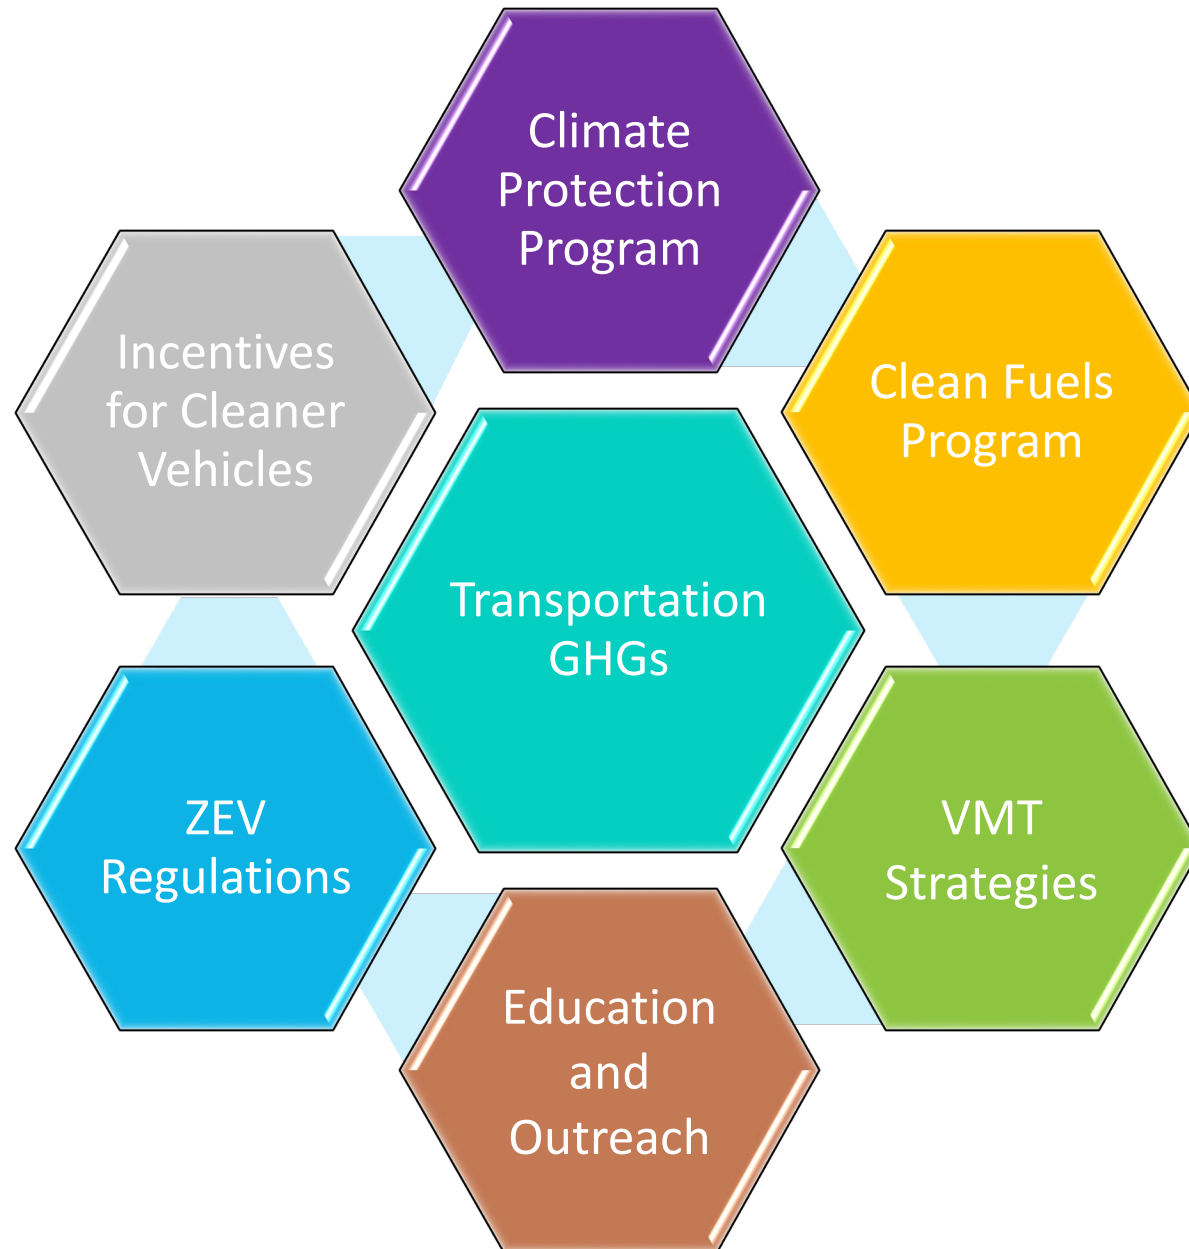 Climate
Protection
Program
Incentives
for Cleaner
Vehicles
Clean Fuels
Program
Transportation
GHGs
ZEV
Regulations
VMT
Strategies
Education
and
Outreach